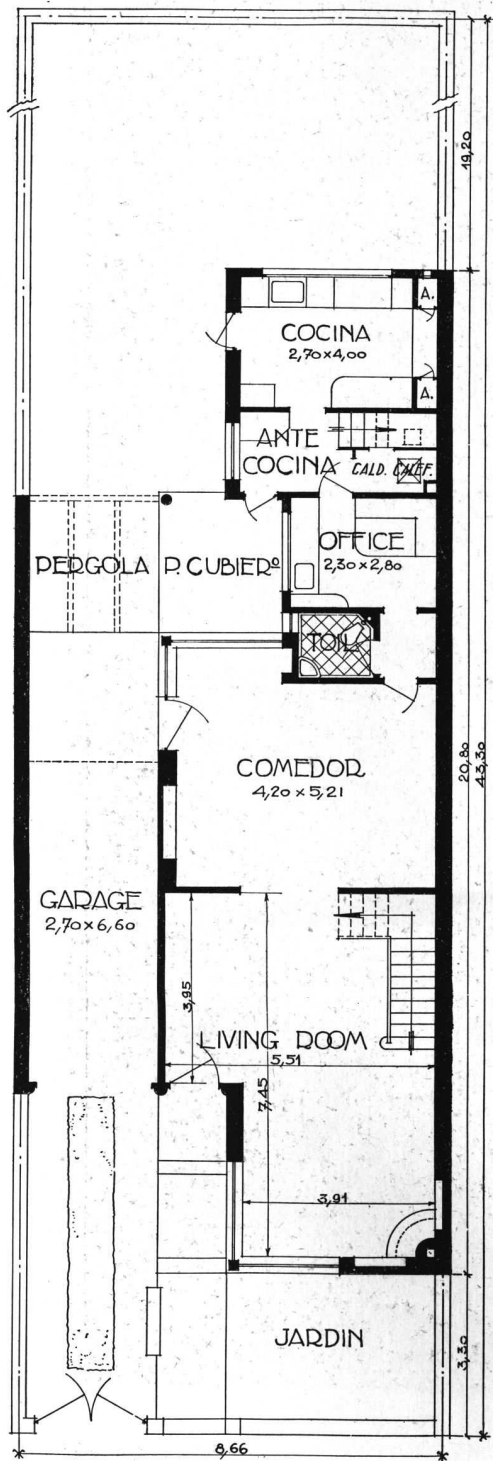 19,20
A.
COCINA
2,70 x 4,00
A.
ANTE
COCINA
CALD. CALEF.
PERGOLA
P. CUBIERº
OFFICE
2,30 x 2,80
TOIL
COMEDOR
4,20 x 5,21
20,80
43,30
GARAGE
2,70 x 6,60
3,95
LIVING ROOM
5,51
7,45
3,91
JARDIN
3,30
8,66